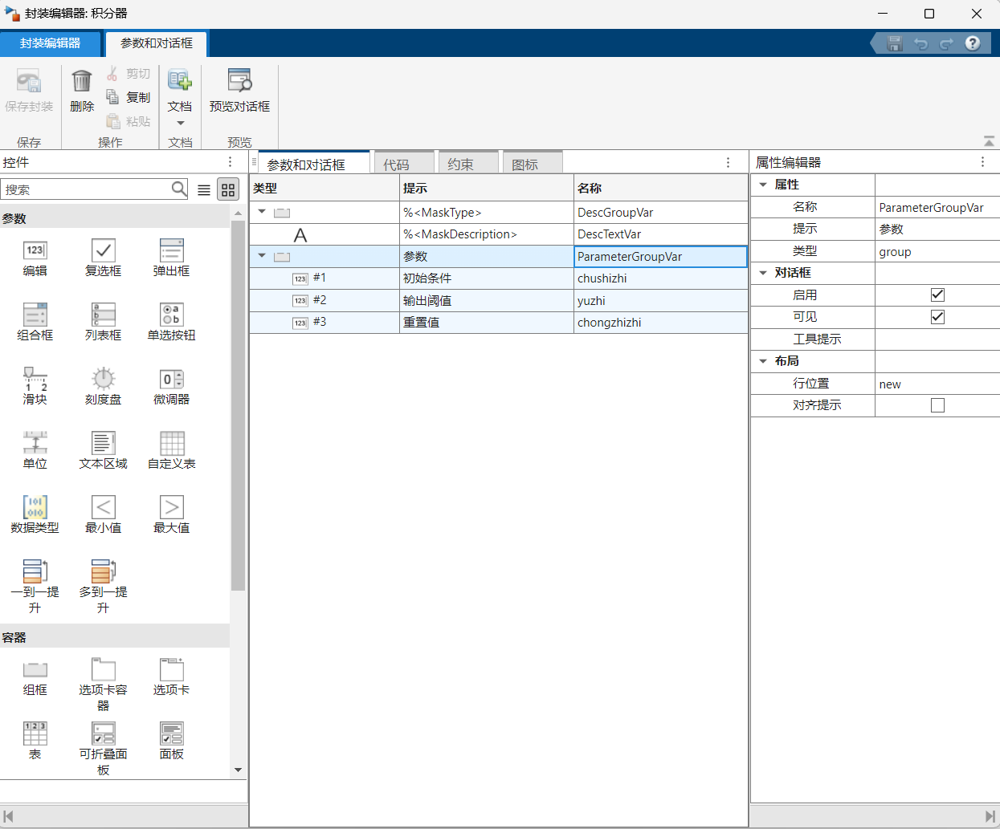 封装编辑器: 积分器
封装编辑器
参数和对话框
保存封装
删除
剪切
复制
粘贴
文档
预览对话框
保存
操作
文档
预览
控件
搜索
参数
123
编辑
复选框
弹出框
组合框
a
b
c
列表框
a
b
单选按钮
1 2
滑块
刻度盘
0
微调器
单位
文本区域
自定义表
101
010
数据类型
<
最小值
>
最大值
一到一提
升
多到一提
升
容器
组框
选项卡容
器
选项卡
1 2 3
表
可折叠面
板
面板
参数和对话框
代码
约束
图标
类型 提示 名称
%<MaskType> DescGroupVar
A %<MaskDescription> DescTextVar
参数 ParameterGroupVar
123 #1 初始条件 chushizhi
123 #2 输出阈值 yuzhi
123 #3 重置值 chongzhizhi
属性编辑器
属性
名称 ParameterGroupVar
提示 参数
类型 group
对话框
启用
可见
工具提示
布局
行位置 new
对齐提示